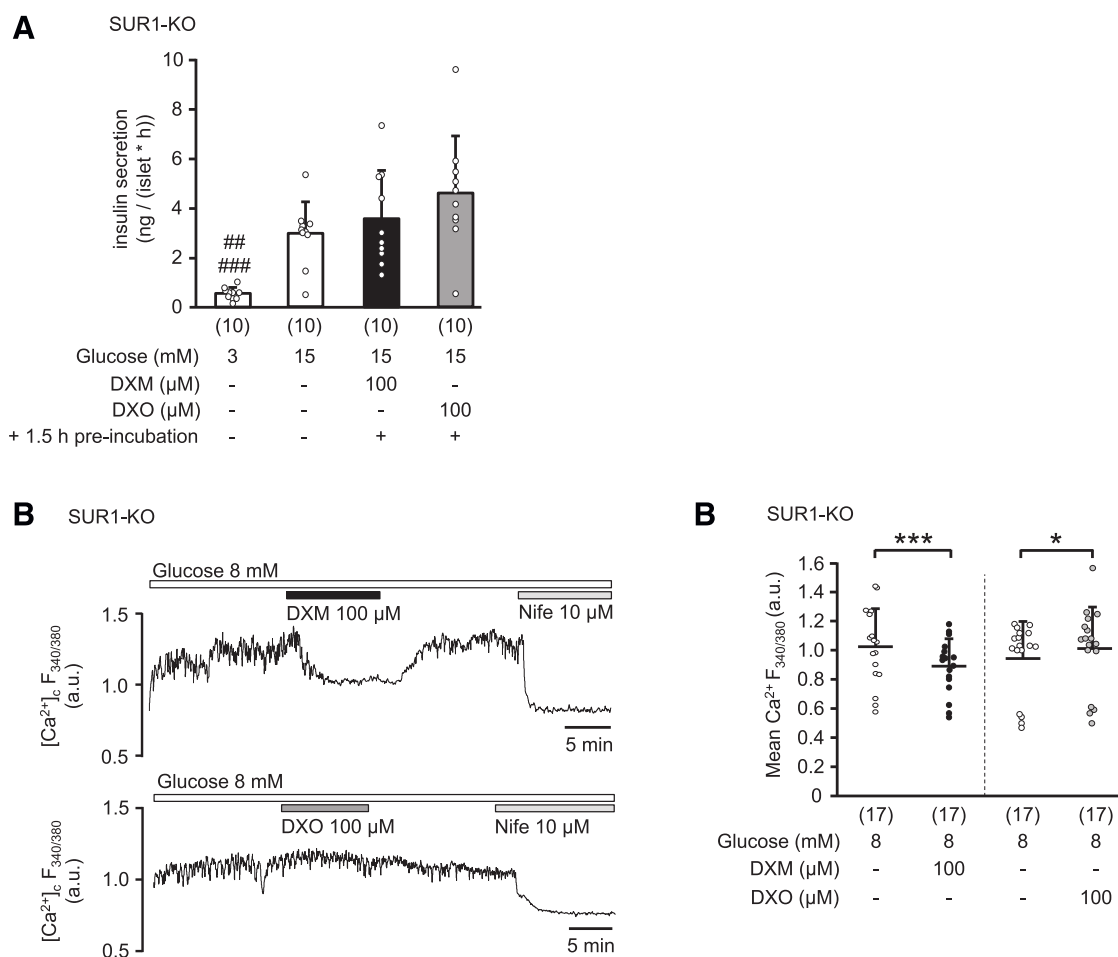 A SUR1-KO
insulin secretion
(ng / (islet * h))
10
8
6
4
2
0
##
###
(10) (10) (10) (10)
Glucose (mM) 3 15 15 15
DXM (µM) - - 100 -
DXO (µM) - - - 100
+ 1.5 h pre-incubation - - + +
B SUR1-KO
Glucose 8 mM
DXM 100 µM
Nife 10 µM
[Ca²⁺]c F340/380
(a.u.)
1.5
1.0
0.5
5 min
Glucose 8 mM
DXO 100 µM
Nife 10 µM
[Ca²⁺]c F340/380
(a.u.)
1.5
1.0
0.5
5 min
B SUR1-KO
*** *
Mean Ca²⁺ F340/380 (a.u.)
1.6
1.4
1.2
1.0
0.8
0.6
0.4
0.2
0
(17) (17) (17) (17)
Glucose (mM) 8 8 8 8
DXM (µM) - 100 - -
DXO (µM) - - - 100